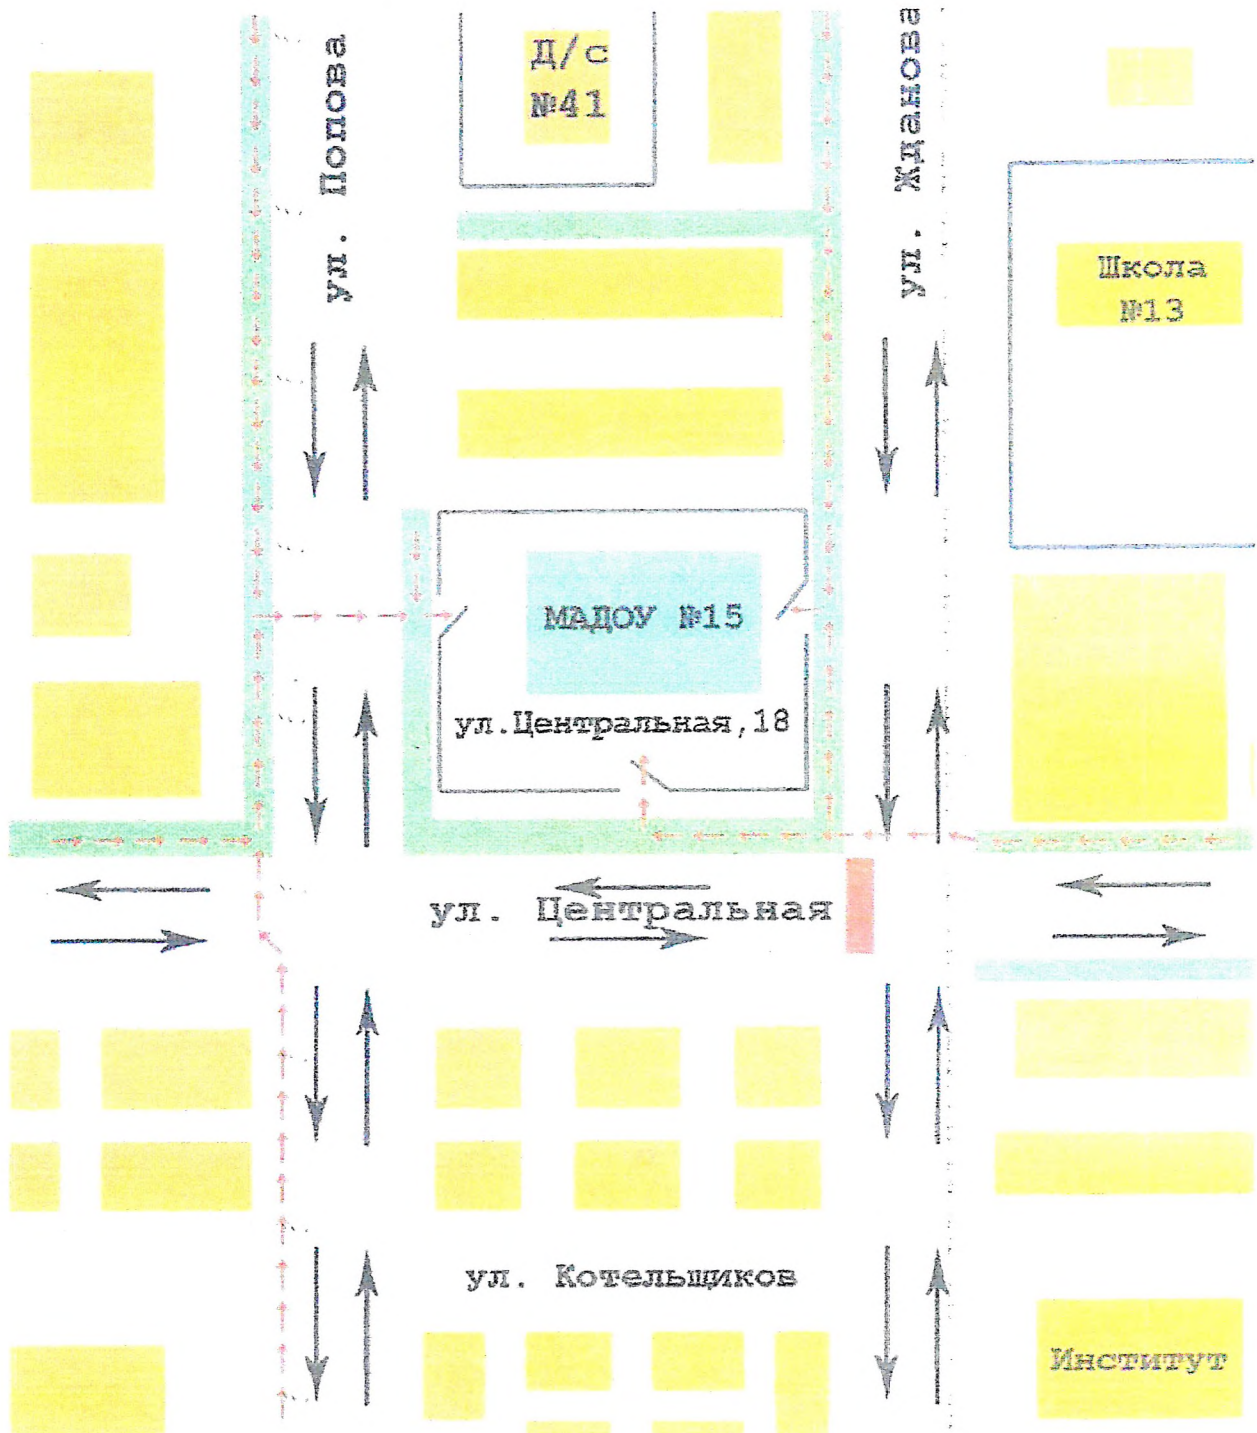 ул. Попова
Д/с
№41
ул. Жданова
Школа
№13
МАДОУ №15
ул.Центральная,18
ул. Центральная
ул. Котельщиков
Институт